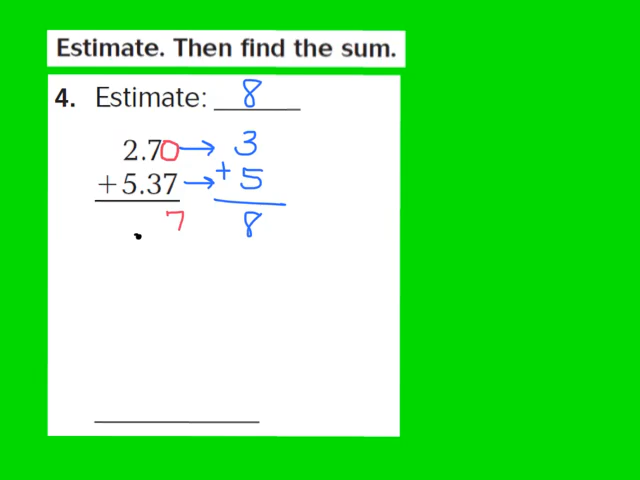 Estimate. Then find the sum.
4. Estimate: 8
2.70 → 3
+ 5.37 → + 5
. 7 8